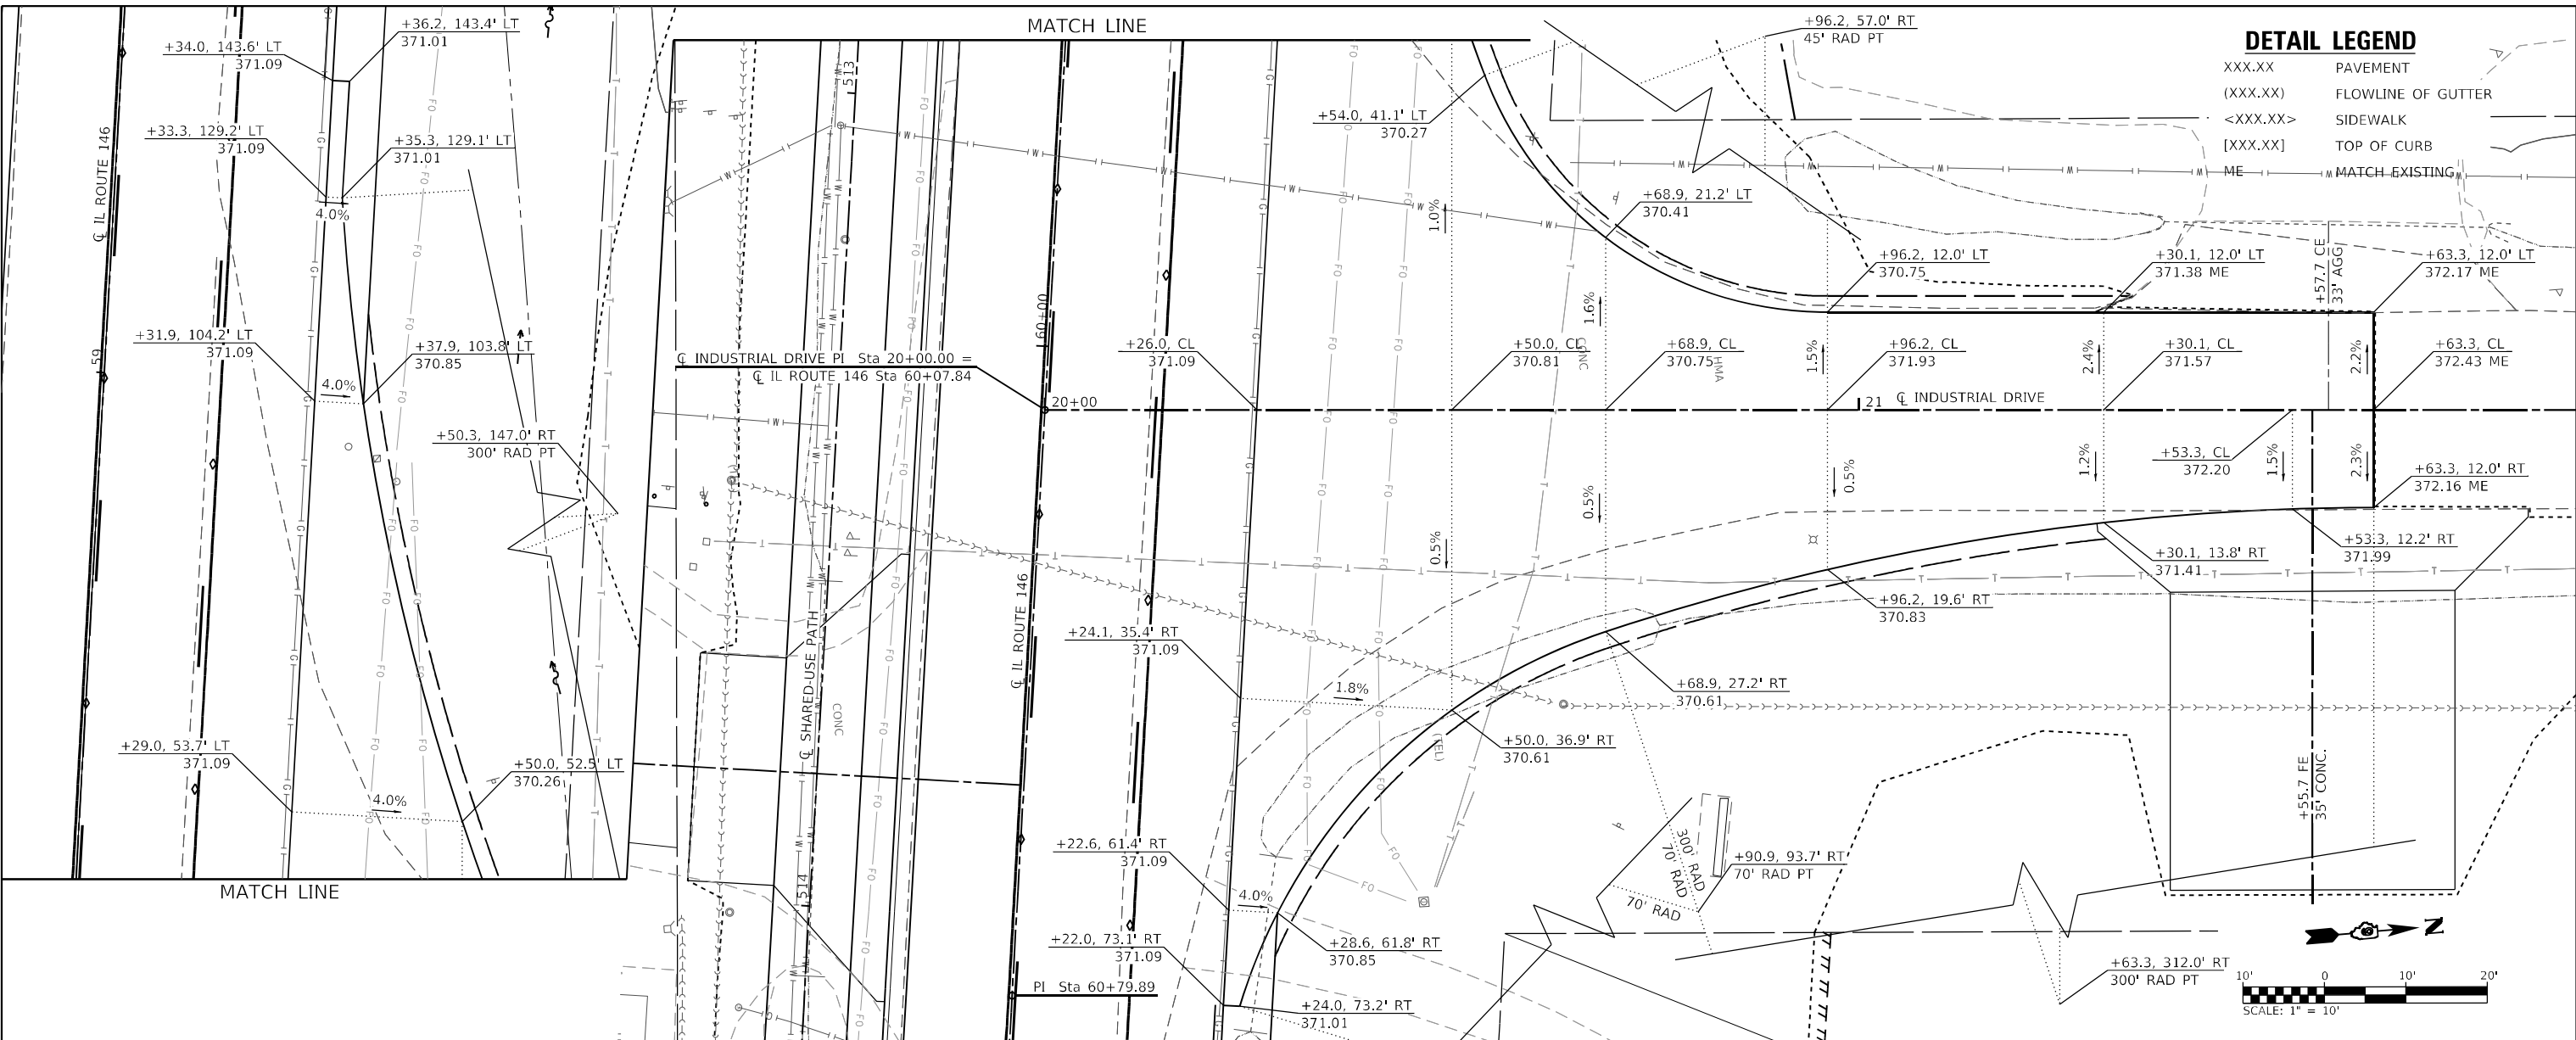 MATCH LINE
DETAIL LEGEND
XXX.XX PAVEMENT
(XXX.XX) FLOWLINE OF GUTTER
<XXX.XX> SIDEWALK
[XXX.XX] TOP OF CURB
ME MATCH EXISTING
+34.0, 143.6' LT
371.09
+36.2, 143.4' LT
371.01
+33.3, 129.2' LT
371.09
+35.3, 129.1' LT
371.01
4.0%
℄ IL ROUTE 146
159
+31.9, 104.2' LT
371.09
+37.9, 103.8' LT
370.85
4.0%
+50.3, 147.0' RT
300' RAD PT
+29.0, 53.7' LT
371.09
+50.0, 52.5' LT
370.26
4.0%
MATCH LINE
513
℄ INDUSTRIAL DRIVE PI Sta 20+00.00 =
℄ IL ROUTE 146 Sta 60+07.84
160+00
20+00
℄ SHARED-USE PATH
CONC
514
℄ IL ROUTE 146
PI Sta 60+79.89
+96.2, 57.0' RT
45' RAD PT
+54.0, 41.1' LT
370.27
+68.9, 21.2' LT
370.41
+96.2, 12.0' LT
370.75
+30.1, 12.0' LT
371.38 ME
+57.7 CE
33' AGG
+63.3, 12.0' LT
372.17 ME
1.0%
1.6%
1.5%
2.4%
2.2%
+26.0, CL
371.09
+50.0, CL
370.81
CONC
+68.9, CL
370.75
HMA
+96.2, CL
371.93
+30.1, CL
371.57
+63.3, CL
372.43 ME
21 ℄ INDUSTRIAL DRIVE
0.5%
0.5%
0.5%
1.2%
+53.3, CL
372.20
1.5%
2.3%
+63.3, 12.0' RT
372.16 ME
+30.1, 13.8' RT
371.41
+53.3, 12.2' RT
371.99
+96.2, 19.6' RT
370.83
+24.1, 35.4' RT
371.09
1.8%
+68.9, 27.2' RT
370.61
+50.0, 36.9' RT
370.61
(TEL)
+55.7 FE
35' CONC.
+22.6, 61.4' RT
371.09
4.0%
300' RAD
70' RAD
70' RAD
+90.9, 93.7' RT
70' RAD PT
+22.0, 73.1' RT
371.09
+28.6, 61.8' RT
370.85
+24.0, 73.2' RT
371.01
+63.3, 312.0' RT
300' RAD PT
N
10' 0 10' 20'
SCALE: 1" = 10'